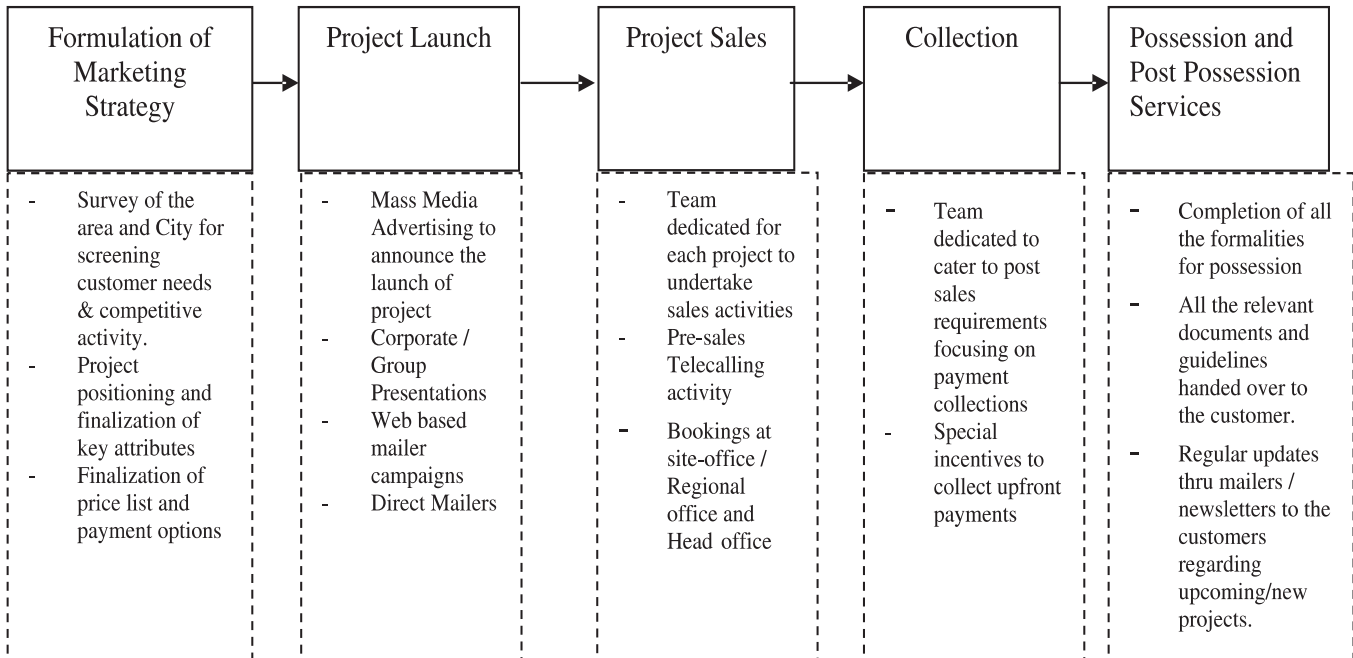 Formulation of
Marketing
Strategy
Project Launch
Project Sales
Collection
Possession and
Post Possession
Services
- Survey of the
area and City for
screening
customer needs
& competitive
activity.
- Project
positioning and
finalization of
key attributes
- Finalization of
price list and
payment options
- Mass Media
Advertising to
announce the
launch of
project
- Corporate /
Group
Presentations
- Web based
mailer
campaigns
- Direct Mailers
- Team
dedicated for
each project to
undertake
sales activities
- Pre-sales
Telecalling
activity
- Bookings at
site-office /
Regional
office and
Head office
- Team
dedicated to
cater to post
sales
requirements
focusing on
payment
collections
- Special
incentives to
collect upfront
payments
- Completion of all
the formalities
for possession
- All the relevant
documents and
guidelines
handed over to
the customer.
- Regular updates
thru mailers /
newsletters to the
customers
regarding
upcoming/new
projects.